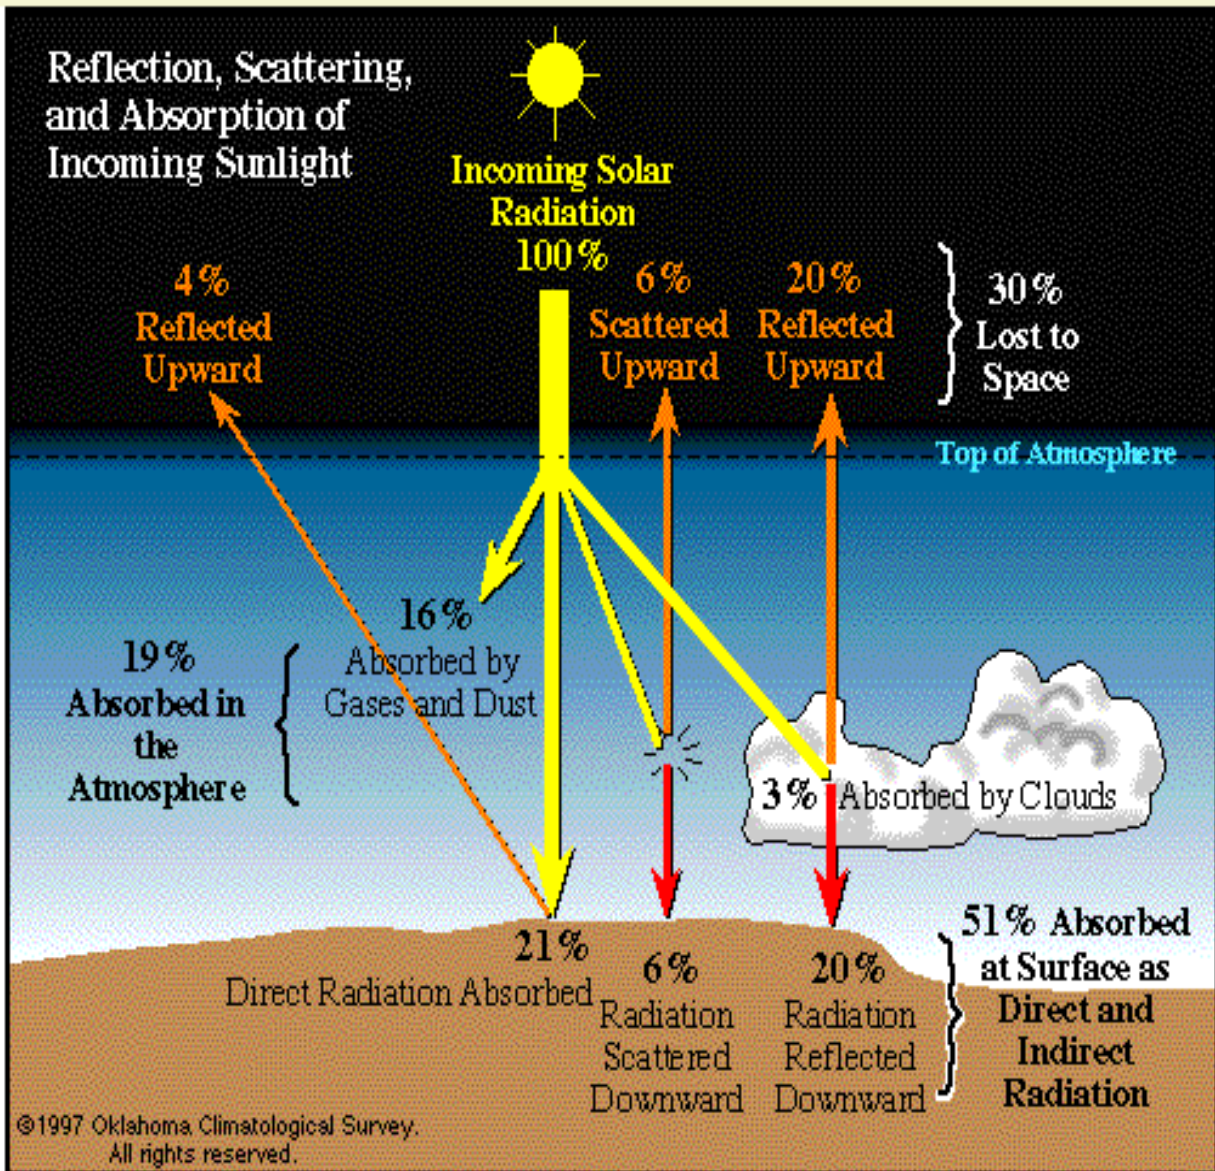 Reflection, Scattering,
and Absorption of
Incoming Sunlight
Incoming Solar
Radiation
100%
4%
Reflected
Upward
6%
Scattered
Upward
20%
Reflected
Upward
30%
Lost to
Space
Top of Atmosphere
16%
Absorbed by
Gases and Dust
19%
Absorbed in
the
Atmosphere
3% Absorbed by Clouds
21%
Direct Radiation Absorbed
6%
Radiation
Scattered
Downward
20%
Radiation
Reflected
Downward
51% Absorbed
at Surface as
Direct and
Indirect
Radiation
©1997 Oklahoma Climatological Survey.
All rights reserved.